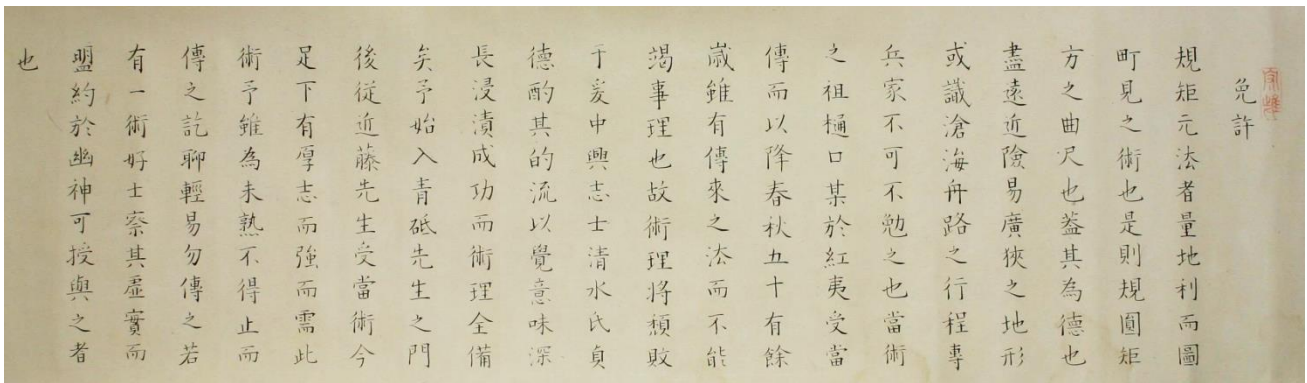 免許
規矩元法者量地利而圖
町見之術也是則規圓矩
方之曲尺也蓋其為德也
盡遠近險易廣狹之地形
或識滄海舟路之行程專
兵家不可不勉之也當術
之祖樋口某於紅夷受當
傳而以降春秋五十有餘
歳雖有傳來之法而不能
竭事理也故術理將頽敗
于爰中興志士清水氏貞
德酌其的流以覺意味深
長浸漬成功而術理全備
矣予始入青砥先生之門
後從近藤先生受當術今
足下有厚志而強而需此
術予雖為未熟不得止而
傳之訖聊輕易勿傳之若
有一術好士察其虛實而
盟約於幽神可授與之者
也